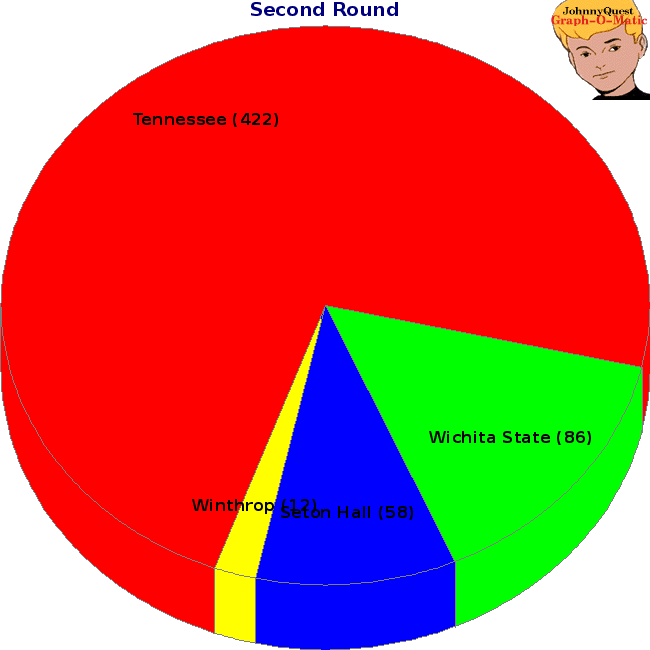 Second Round
JohnnyQuest
Graph-O-Matic
Tennessee (422)
Wichita State (86)
Winthrop (12)
Seton Hall (58)